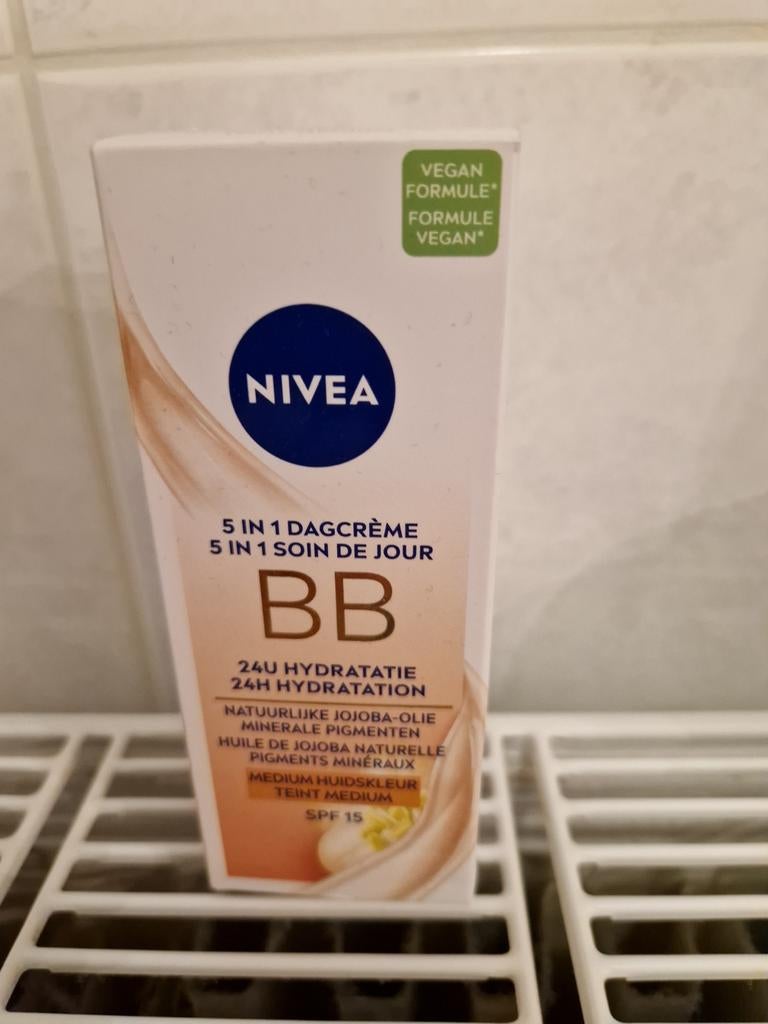 VEGAN
FORMULE*
FORMULE
VEGAN*
NIVEA
5 IN 1 DAGCRÈME
5 IN 1 SOIN DE JOUR
BB
24U HYDRATATIE
24H HYDRATATION
NATUURLIJKE JOJOBA-OLIE
MINERALE PIGMENTEN
HUILE DE JOJOBA NATURELLE
PIGMENTS MINÉRAUX
MEDIUM HUIDSKLEUR
TEINT MEDIUM
SPF 15